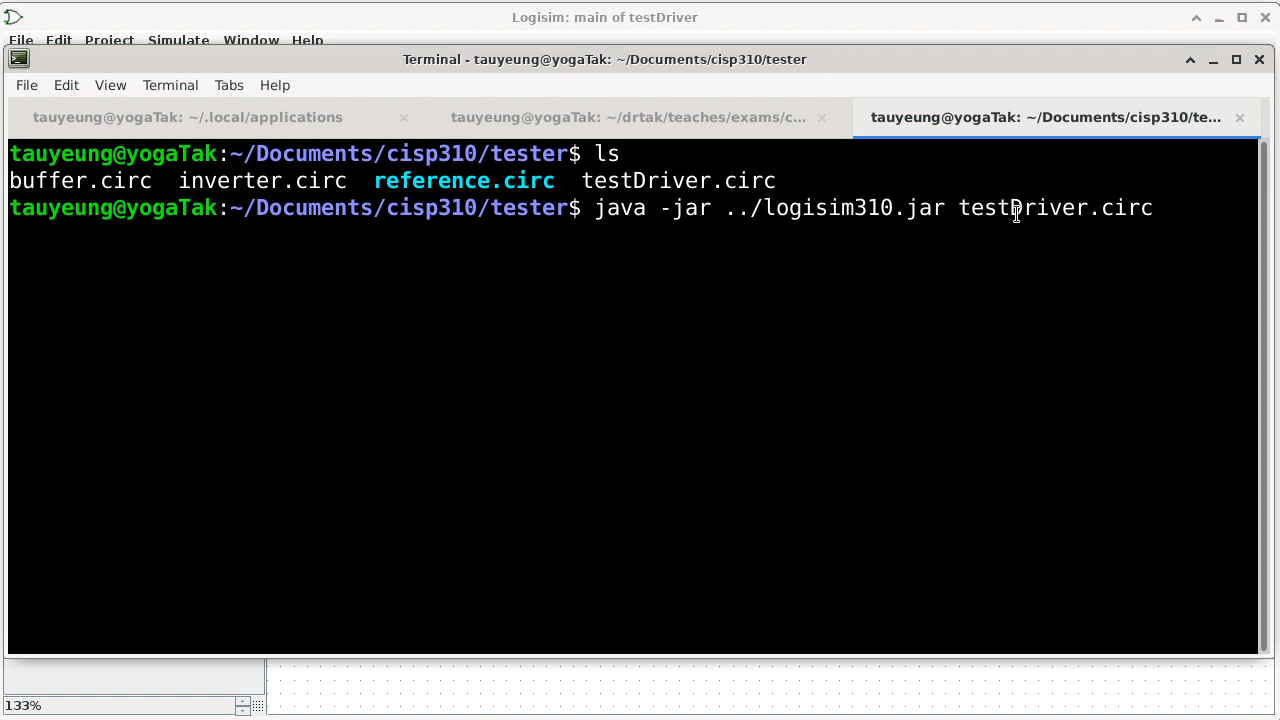 Logisim: main of testDriver
File Edit Project Simulate Window Help
Terminal - tauyeung@yogaTak: ~/Documents/cisp310/tester
File Edit View Terminal Tabs Help
tauyeung@yogaTak: ~/.local/applications
tauyeung@yogaTak: ~/drtak/teaches/exams/c...
tauyeung@yogaTak: ~/Documents/cisp310/te...
tauyeung@yogaTak:~/Documents/cisp310/tester$ ls
buffer.circ inverter.circ reference.circ testDriver.circ
tauyeung@yogaTak:~/Documents/cisp310/tester$ java -jar ../logisim310.jar testDriver.circ
133%